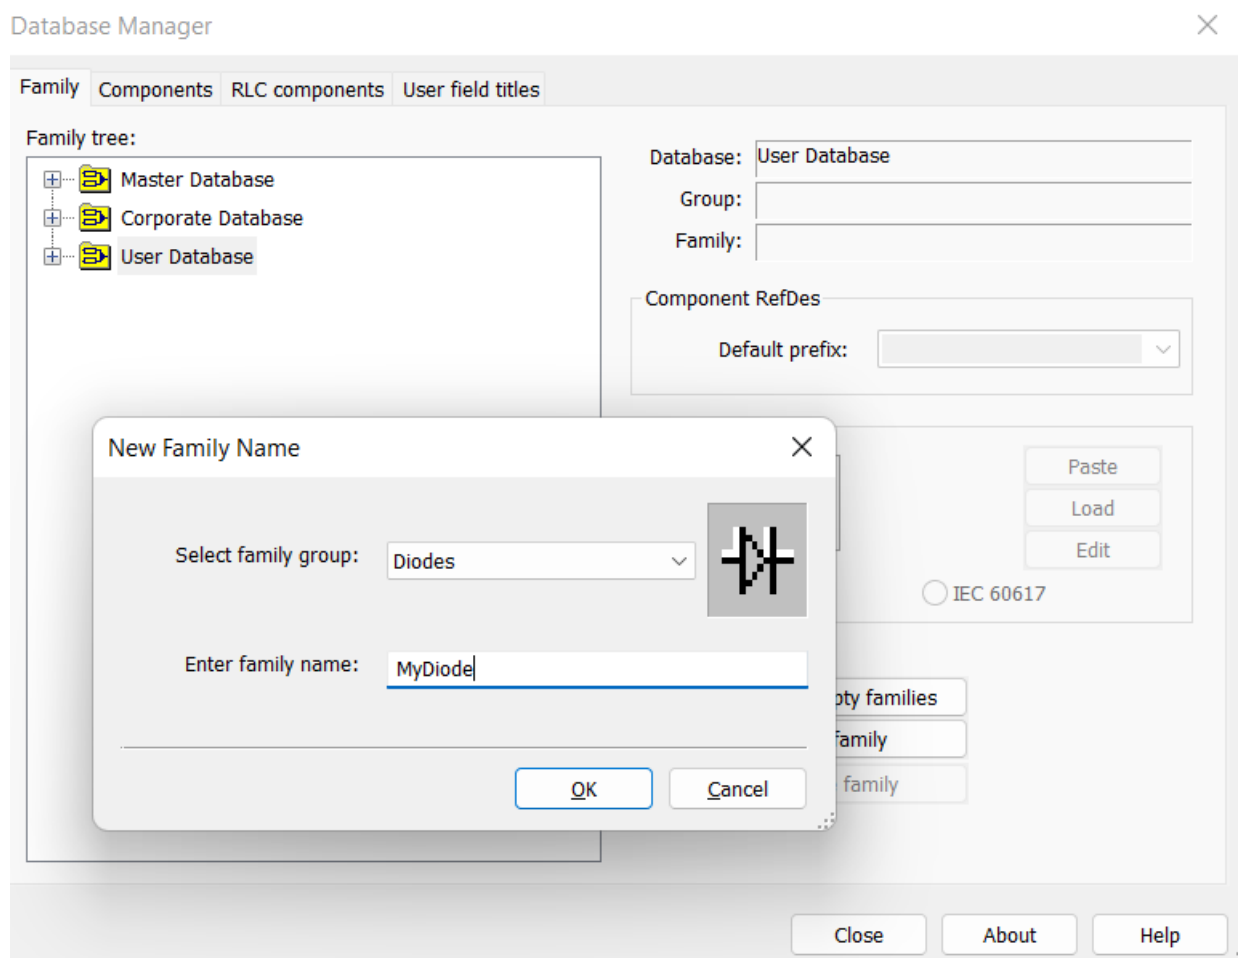 Database Manager
Family Components RLC components User field titles
Family tree:
Master Database
Corporate Database
User Database
Database: User Database
Group:
Family:
Component RefDes
Default prefix:
Paste
Load
Edit
IEC 60617
families
family
family
New Family Name
Select family group: Diodes
Enter family name: MyDiode
OK Cancel
Close About Help